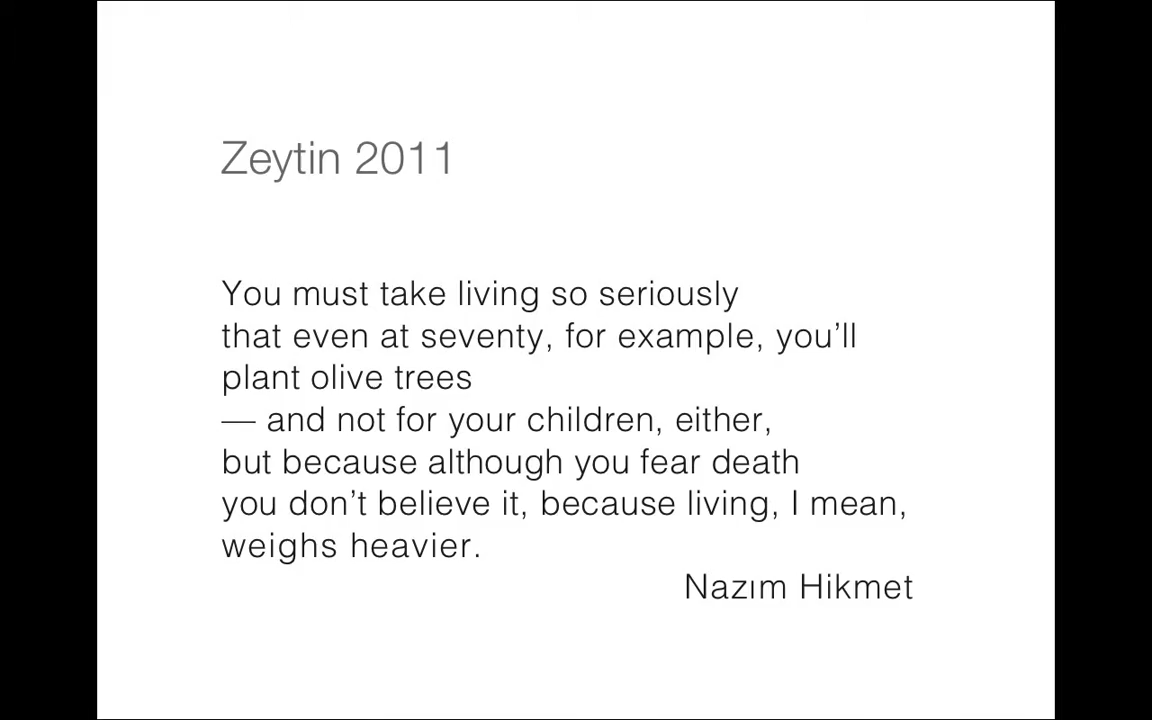 Zeytin 2011
You must take living so seriously
that even at seventy, for example, you’ll
plant olive trees
— and not for your children, either,
but because although you fear death
you don’t believe it, because living, I mean,
weighs heavier.
Nazım Hikmet